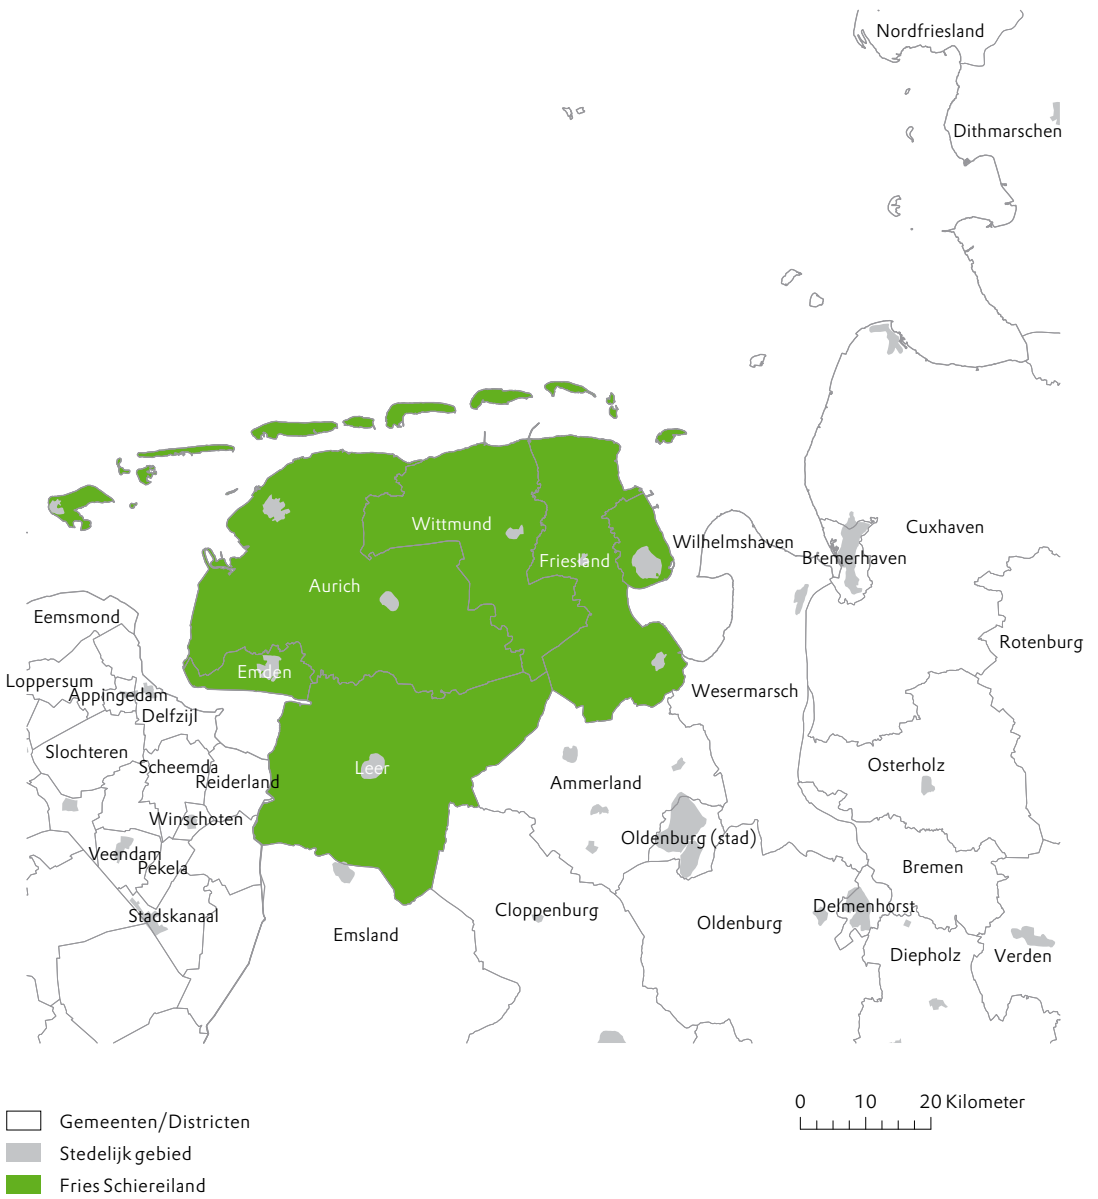 Nordfriesland
Dithmarschen
Wittmund
Cuxhaven
Wilhelmshaven
Bremerhaven
Friesland
Aurich
Eemsmond
Rotenburg
Emden
Loppersum
Appingedam
Wesermarsch
Delfzijl
Slochteren
Osterholz
Scheemda
Leer
Reiderland
Ammerland
Winschoten
Oldenburg (stad)
Veendam
Pekela
Bremen
Delmenhorst
Cloppenburg
Stadskanaal
Oldenburg
Emsland
Diepholz
Verden
0 10 20 Kilometer
Gemeenten/Districten
Stedelijk gebied
Fries Schiereiland